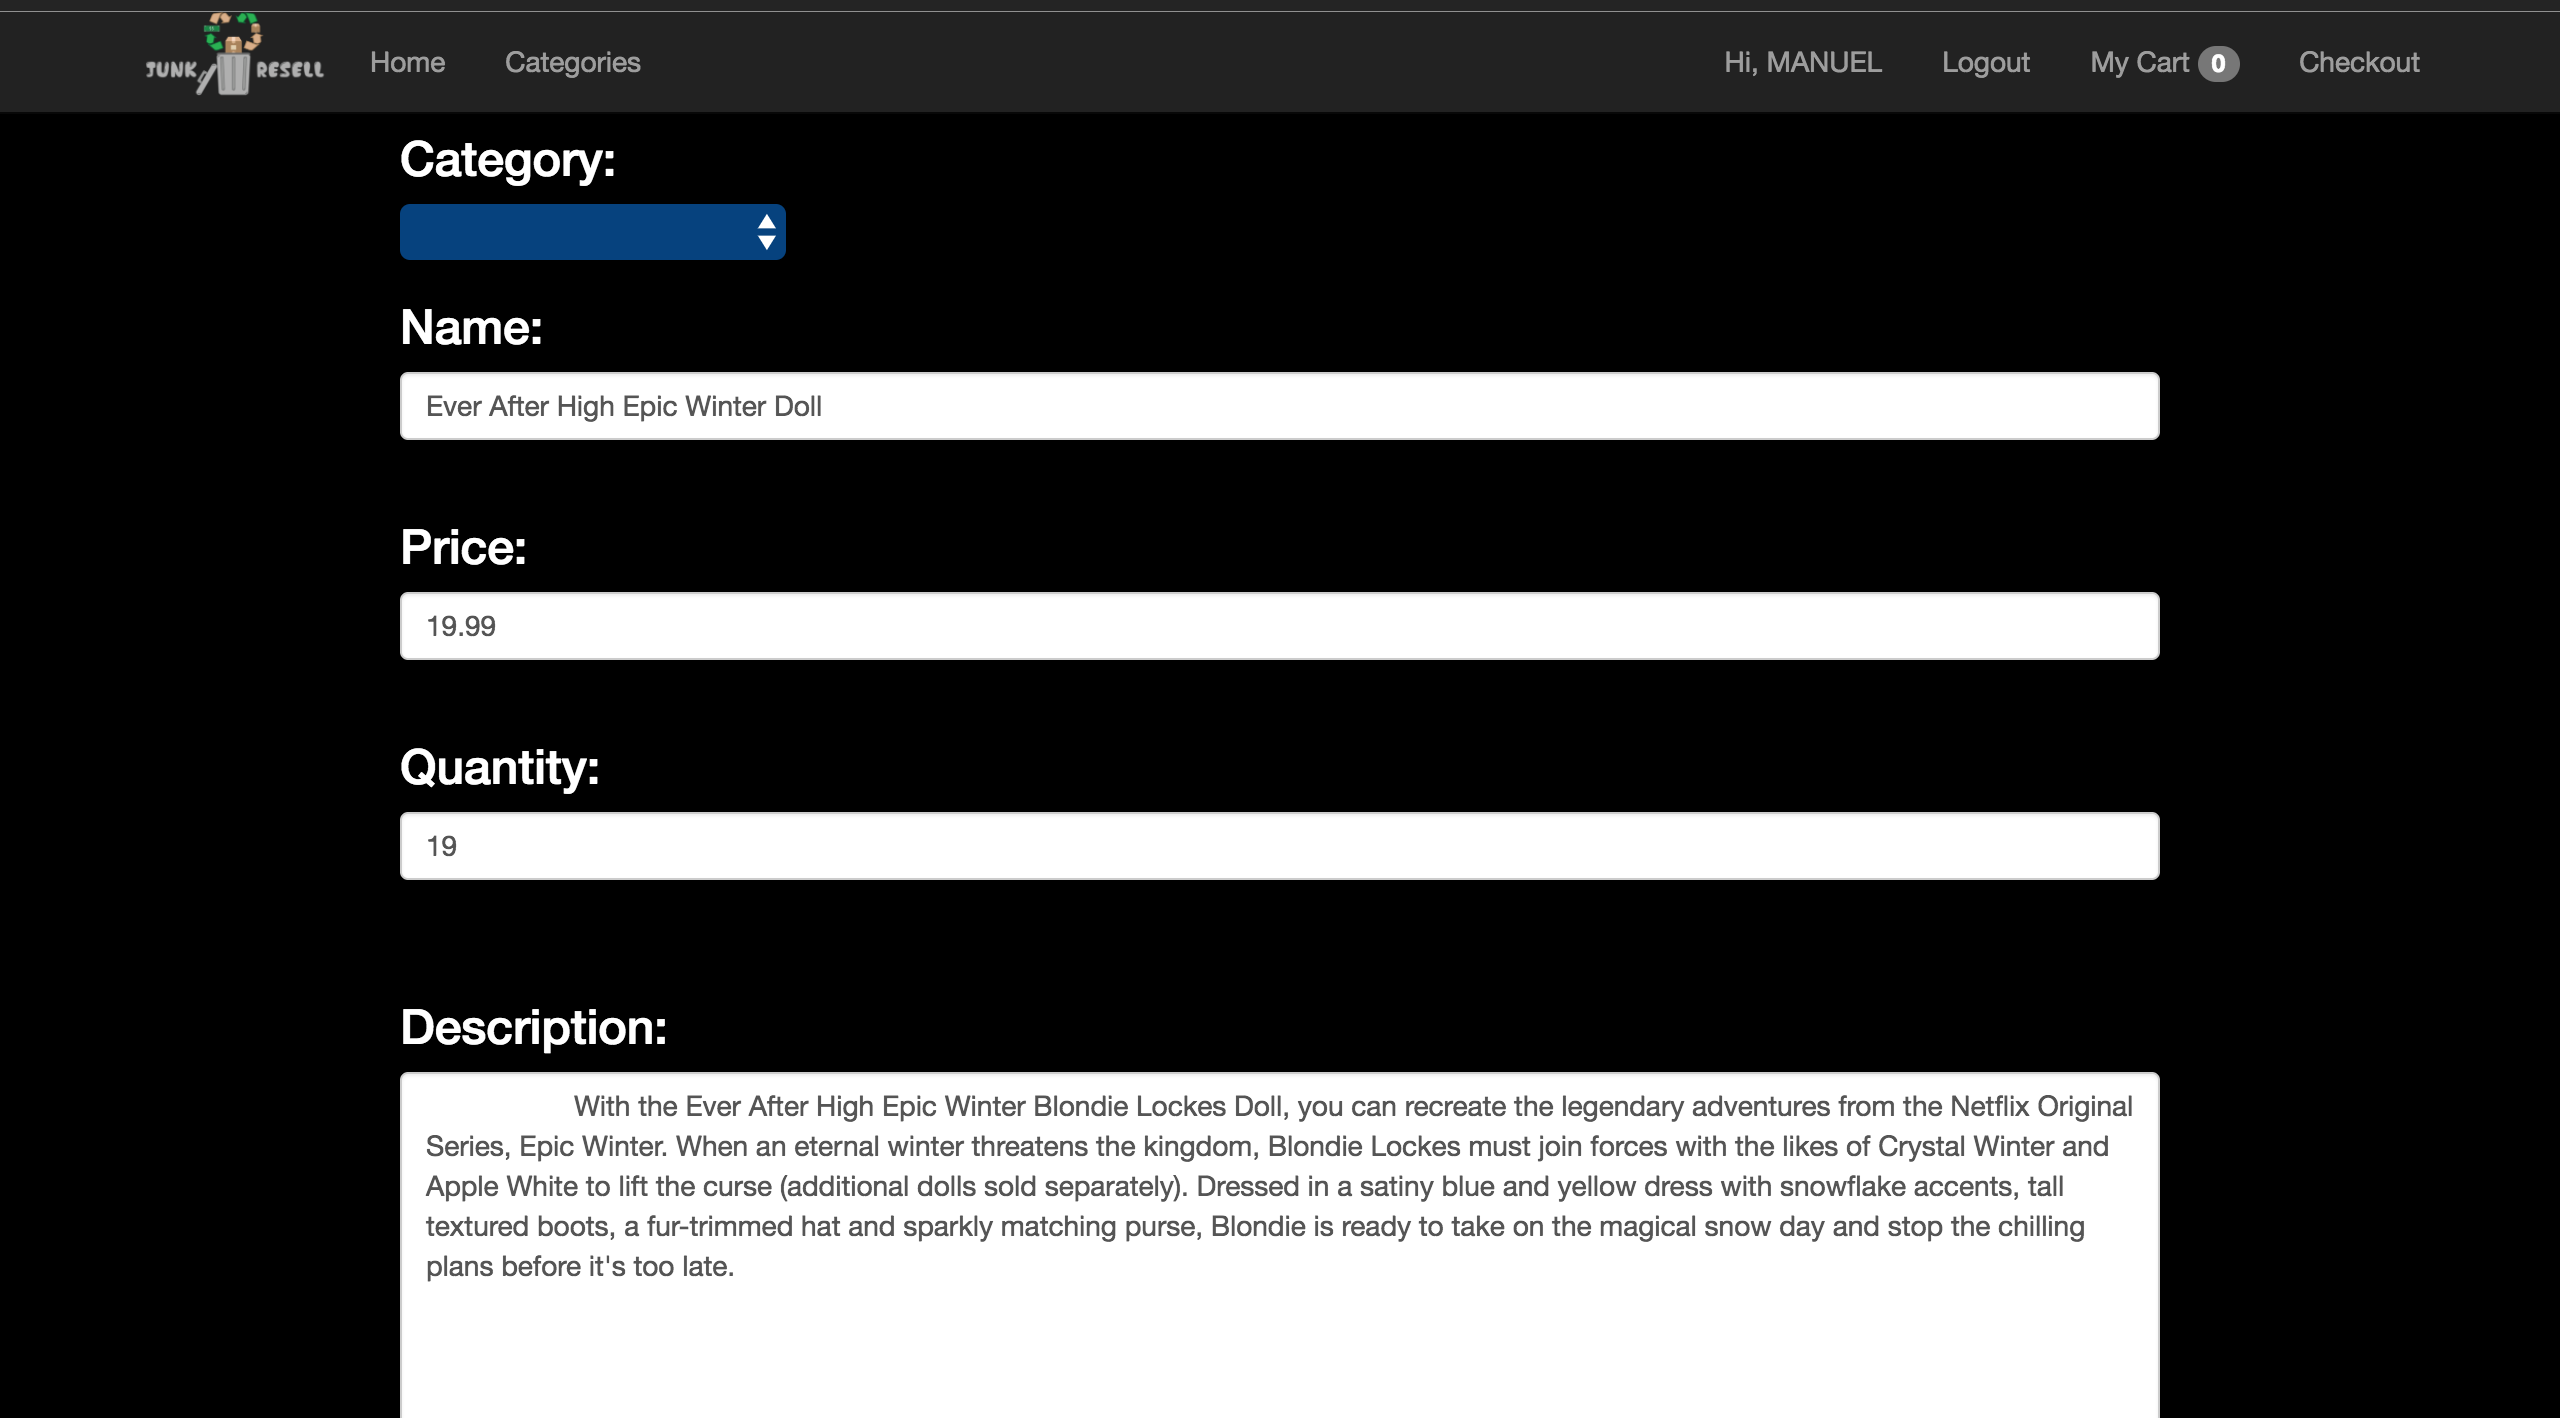 JUNK RESELL Home Categories Hi, MANUEL Logout My Cart 0 Checkout
Category:
Name:
Ever After High Epic Winter Doll
Price:
19.99
Quantity:
19
Description:
With the Ever After High Epic Winter Blondie Lockes Doll, you can recreate the legendary adventures from the Netflix Original
Series, Epic Winter. When an eternal winter threatens the kingdom, Blondie Lockes must join forces with the likes of Crystal Winter and
Apple White to lift the curse (additional dolls sold separately). Dressed in a satiny blue and yellow dress with snowflake accents, tall
textured boots, a fur-trimmed hat and sparkly matching purse, Blondie is ready to take on the magical snow day and stop the chilling
plans before it's too late.